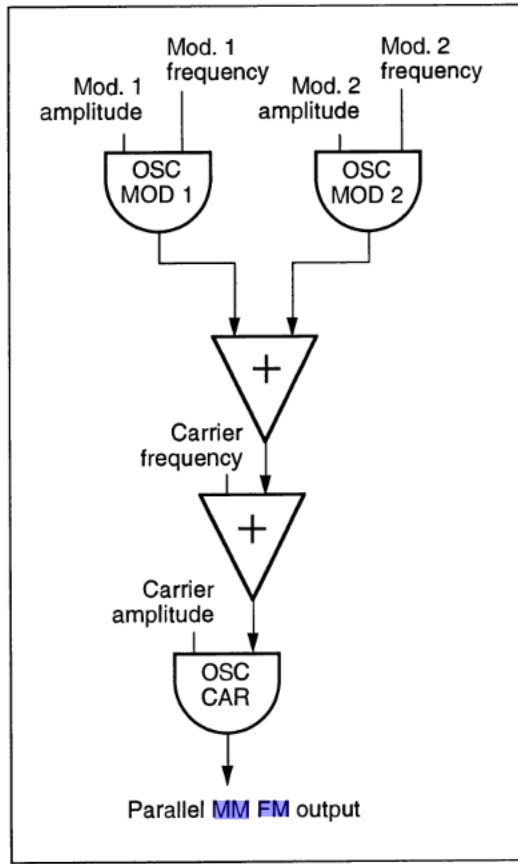 Mod. 1
frequency
Mod. 1
amplitude
Mod. 2
frequency
Mod. 2
amplitude
OSC
MOD 1
OSC
MOD 2
+
Carrier
frequency
+
Carrier
amplitude
OSC
CAR
Parallel MM FM output